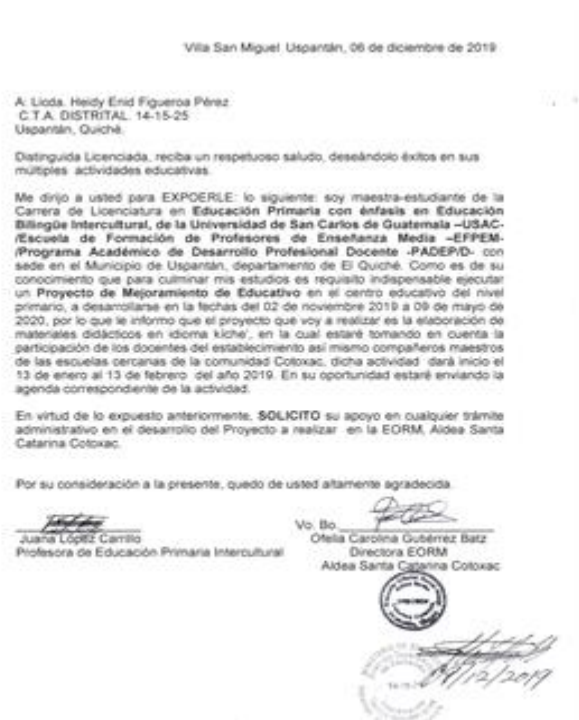 Villa San Miguel Uspantán, 06 de diciembre de 2019
A: Licda. Heidy Enid Figueroa Pérez
C.T.A. DISTRITAL. 14-15-25
Uspantán, Quiché.
Distinguida Licenciada, reciba un respetuoso saludo, deseándolo éxitos en sus
múltiples actividades educativas.
Me dirijo a usted para EXPOERLE: lo siguiente: soy maestra-estudiante de la
Carrera de Licenciatura en Educación Primaria con énfasis en Educación
Bilingüe Intercultural, de la Universidad de San Carlos de Guatemala –USAC-
/Escuela de Formación de Profesores de Enseñanza Media –EFPEM-
/Programa Académico de Desarrollo Profesional Docente -PADEP/D- con
sede en el Municipio de Uspantán, departamento de El Quiché. Como es de su
conocimiento que para culminar mis estudios es requisito indispensable ejecutar
un Proyecto de Mejoramiento de Educativo en el centro educativo del nivel
primario, a desarrollarse en la fechas del 02 de noviembre 2019 a 09 de mayo de
2020, por lo que le informo que el proyecto que voy a realizar es la elaboración de
materiales didácticos en idioma kiche', en la cual estaré tomando en cuenta la
participación de los docentes del establecimiento así mismo compañeros maestros
de las escuelas cercanas de la comunidad Cotoxac, dicha actividad dará inicio el
13 de enero al 13 de febrero del año 2019. En su oportunidad estaré enviando la
agenda correspondiente de la actividad.
En virtud de lo expuesto anteriormente, SOLICITO su apoyo en cualquier trámite
administrativo en el desarrollo del Proyecto a realizar en la EORM, Aldea Santa
Catarina Cotoxac.
Por su consideración a la presente, quedo de usted altamente agradecida.
Juana López Carrillo
Profesora de Educación Primaria Intercultural
Vo. Bo.
Ofelia Carolina Gutiérrez Batz
Directora EORM
Aldea Santa Catarina Cotoxac
09/12/2019